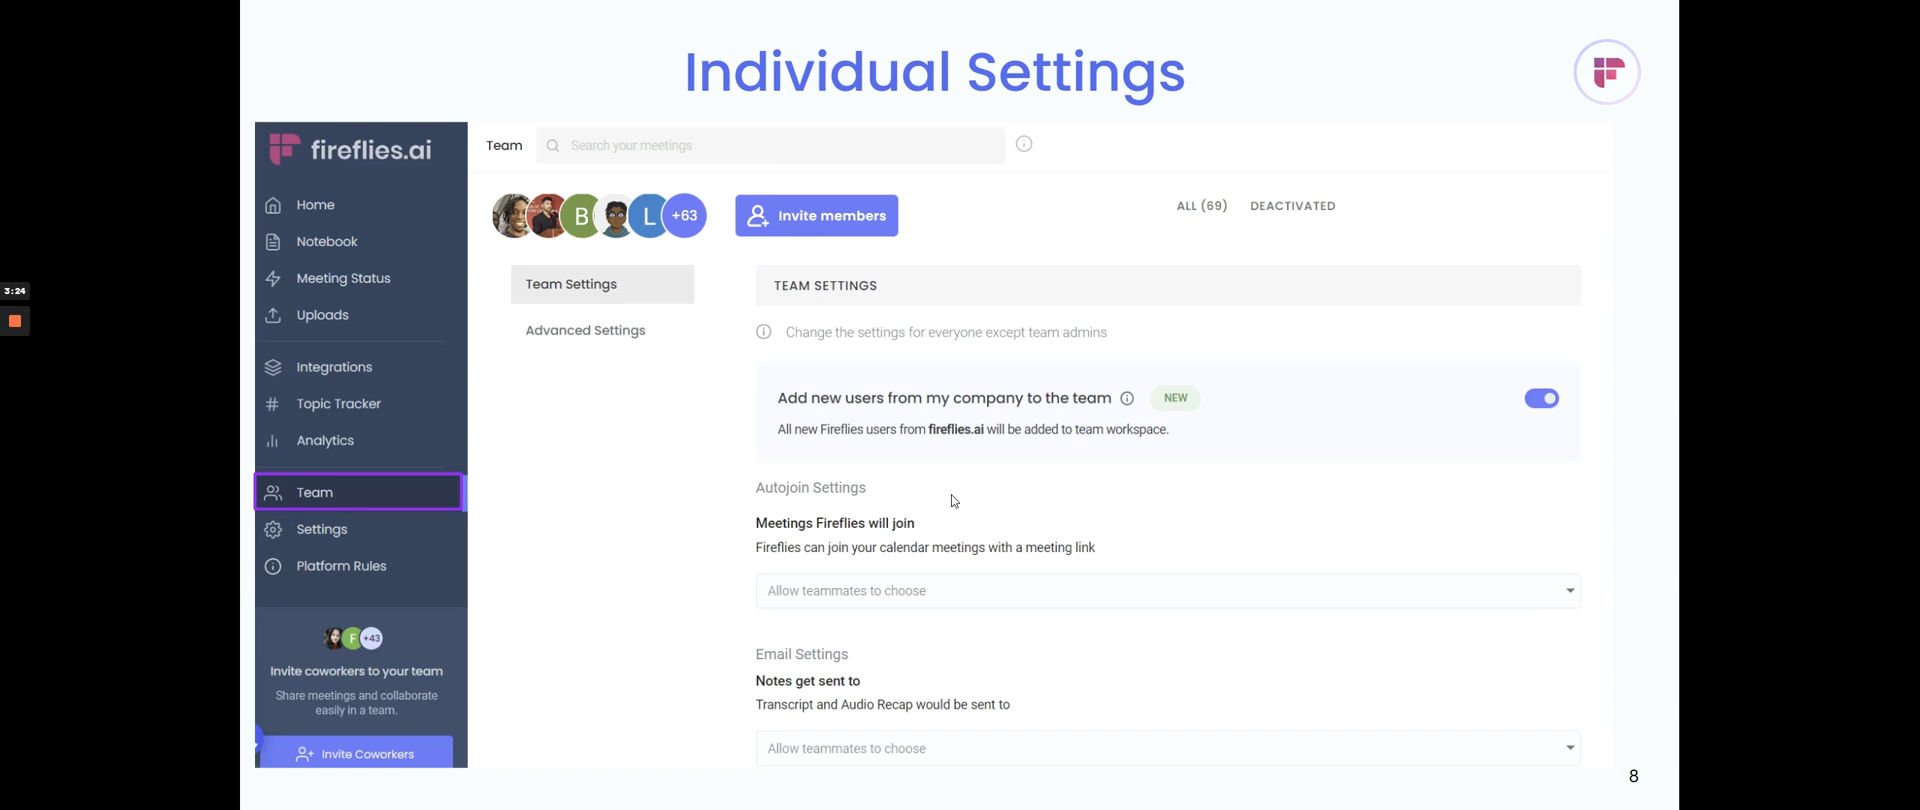 Individual Settings
fireflies.ai
Team
Search your meetings
Home
Notebook
Meeting Status
Uploads
Integrations
Topic Tracker
Analytics
Team
Settings
Platform Rules
F
+43
Invite coworkers to your team
Share meetings and collaborate
easily in a team.
Invite Coworkers
B
L
+63
Invite members
ALL (69)
DEACTIVATED
Team Settings
Advanced Settings
TEAM SETTINGS
Change the settings for everyone except team admins
Add new users from my company to the team
NEW
All new Fireflies users from fireflies.ai will be added to team workspace.
Autojoin Settings
Meetings Fireflies will join
Fireflies can join your calendar meetings with a meeting link
Allow teammates to choose
Email Settings
Notes get sent to
Transcript and Audio Recap would be sent to
Allow teammates to choose
8
3:24